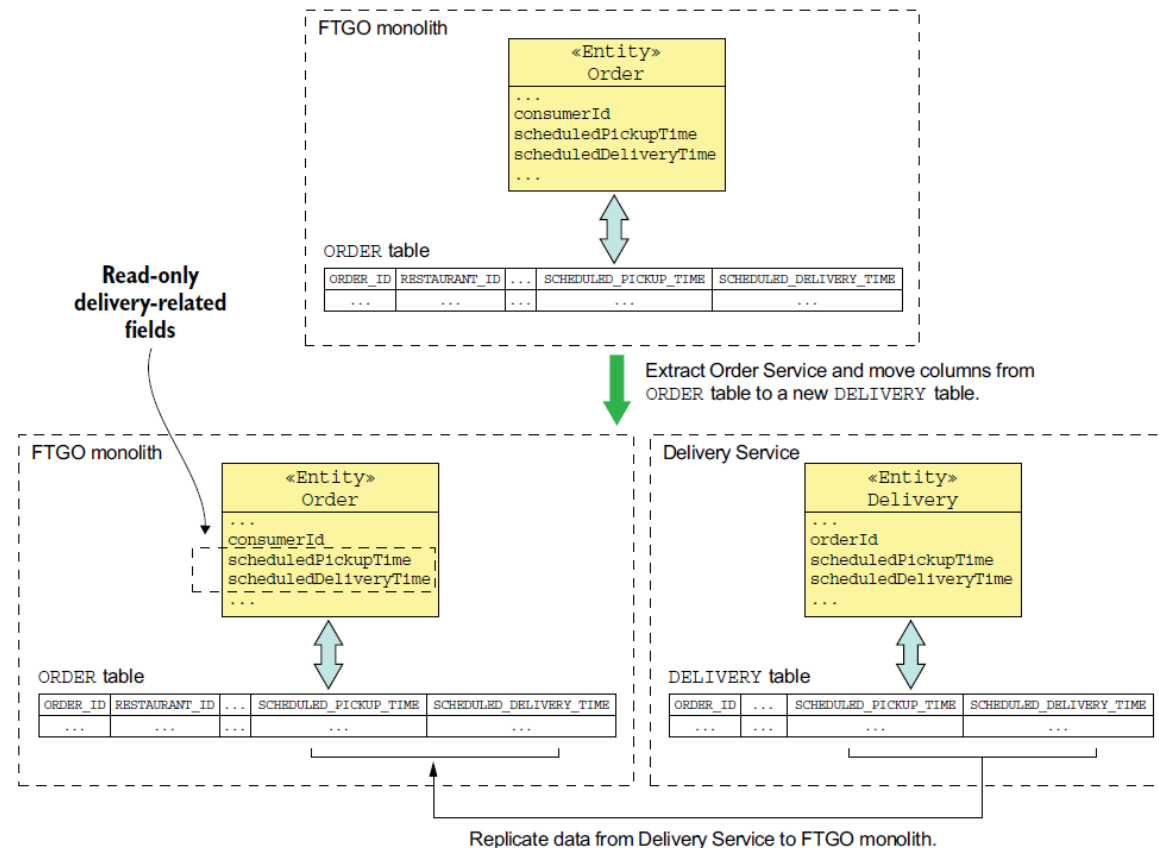 FTGO monolith
«Entity»
Order
...
consumerId
scheduledPickupTime
scheduledDeliveryTime
...
ORDER table
ORDER_ID RESTAURANT_ID ... SCHEDULED_PICKUP_TIME SCHEDULED_DELIVERY_TIME
... ... ... ... ...
Read-only
delivery-related
fields
Extract Order Service and move columns from
ORDER table to a new DELIVERY table.
FTGO monolith
«Entity»
Order
...
consumerId
scheduledPickupTime
scheduledDeliveryTime
...
ORDER table
ORDER_ID RESTAURANT_ID ... SCHEDULED_PICKUP_TIME SCHEDULED_DELIVERY_TIME
... ... ... ... ...
Delivery Service
«Entity»
Delivery
...
orderId
scheduledPickupTime
scheduledDeliveryTime
...
DELIVERY table
ORDER_ID ... SCHEDULED_PICKUP_TIME SCHEDULED_DELIVERY_TIME
... ... ... ...
Replicate data from Delivery Service to FTGO monolith.